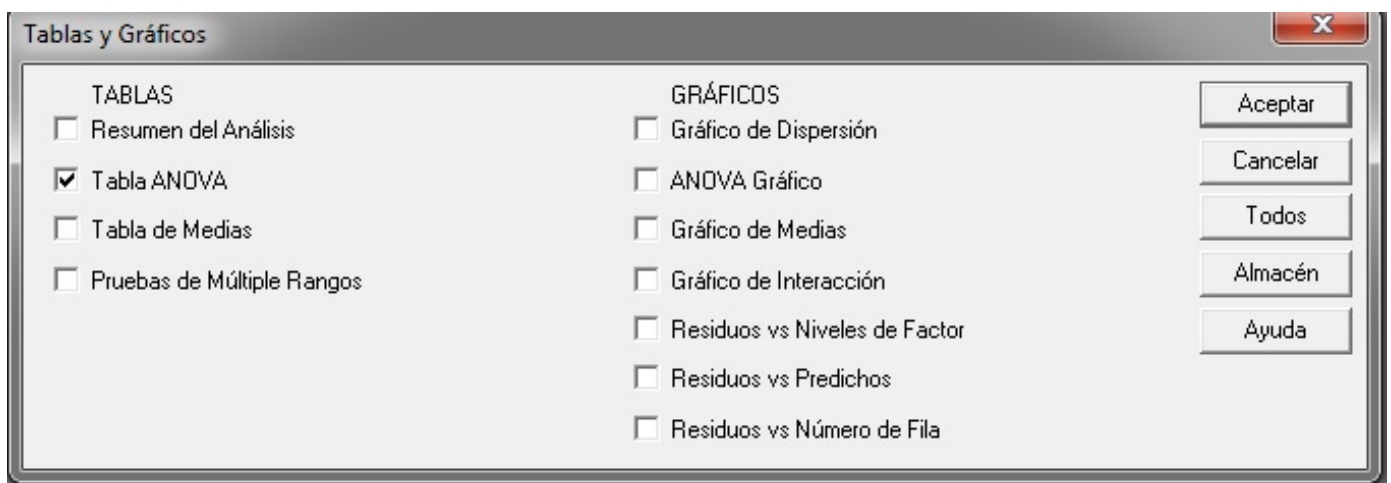 Tablas y Gráficos
TABLAS
Resumen del Análisis
Tabla ANOVA
Tabla de Medias
Pruebas de Múltiple Rangos
GRÁFICOS
Gráfico de Dispersión
ANOVA Gráfico
Gráfico de Medias
Gráfico de Interacción
Residuos vs Niveles de Factor
Residuos vs Predichos
Residuos vs Número de Fila
Aceptar
Cancelar
Todos
Almacén
Ayuda